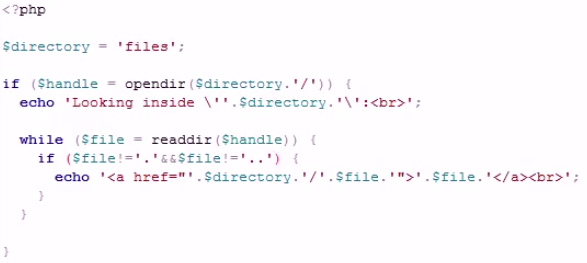 <?php
$directory = 'files';
if ($handle = opendir($directory.'/')) {
echo 'Looking inside \''.$directory.'\':<br>';
while ($file = readdir($handle)) {
if ($file!='.'&&$file!='..') {
echo '<a href="'.$directory.'/'.$file.'">'.$file.'</a><br>';
}
}
}